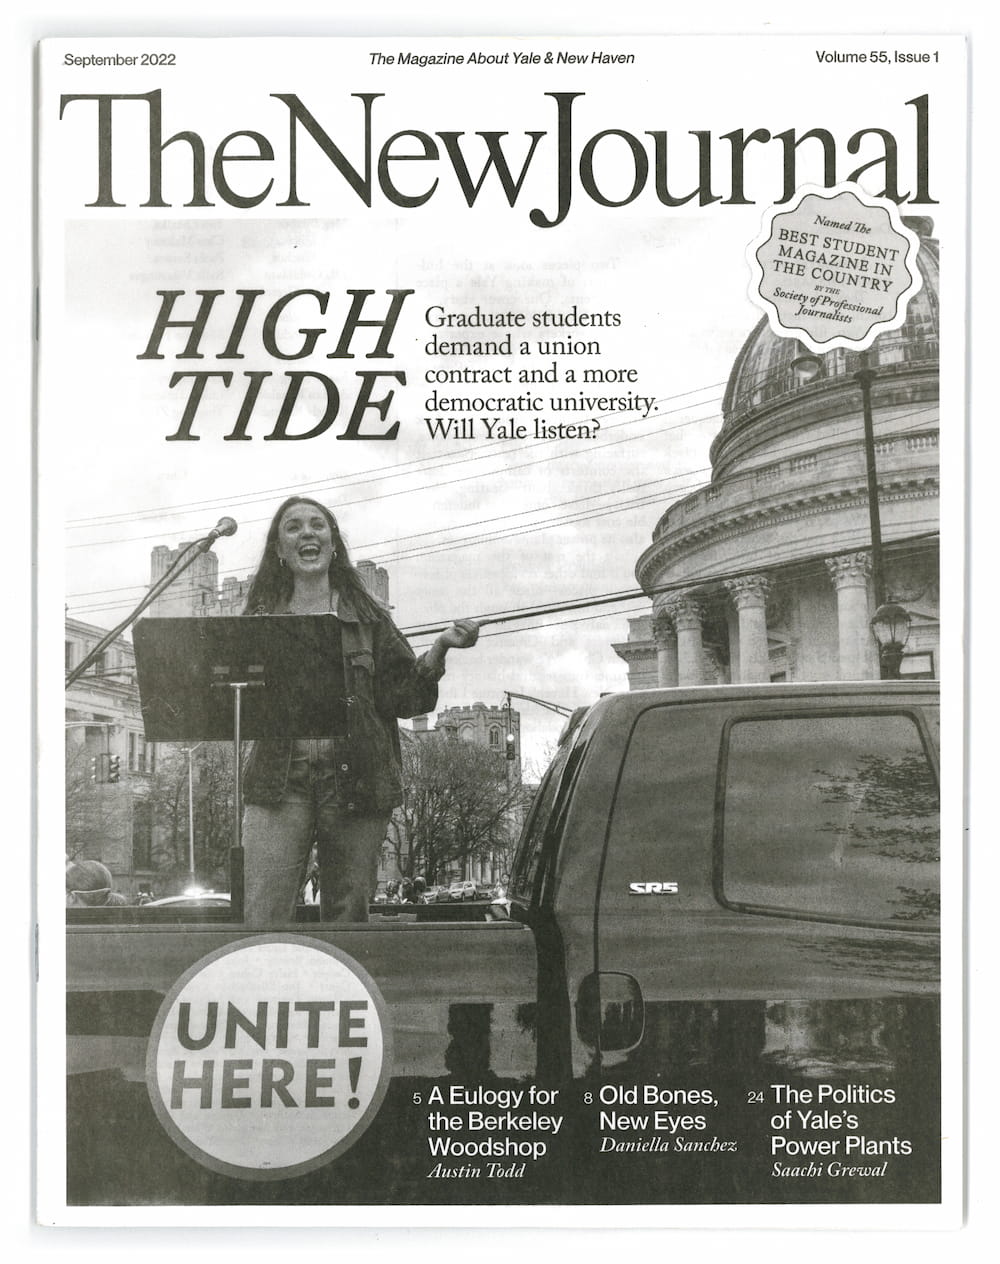 September 2022
The Magazine About Yale & New Haven
Volume 55, Issue 1
The New Journal
Named The
BEST STUDENT
MAGAZINE IN
THE COUNTRY
BY THE
Society of Professional
Journalists
HIGH
TIDE
Graduate students
demand a union
contract and a more
democratic university.
Will Yale listen?
SR5
UNITE
HERE!
5 A Eulogy for
the Berkeley
Woodshop
Austin Todd
8 Old Bones,
New Eyes
Daniella Sanchez
24 The Politics
of Yale's
Power Plants
Saachi Grewal